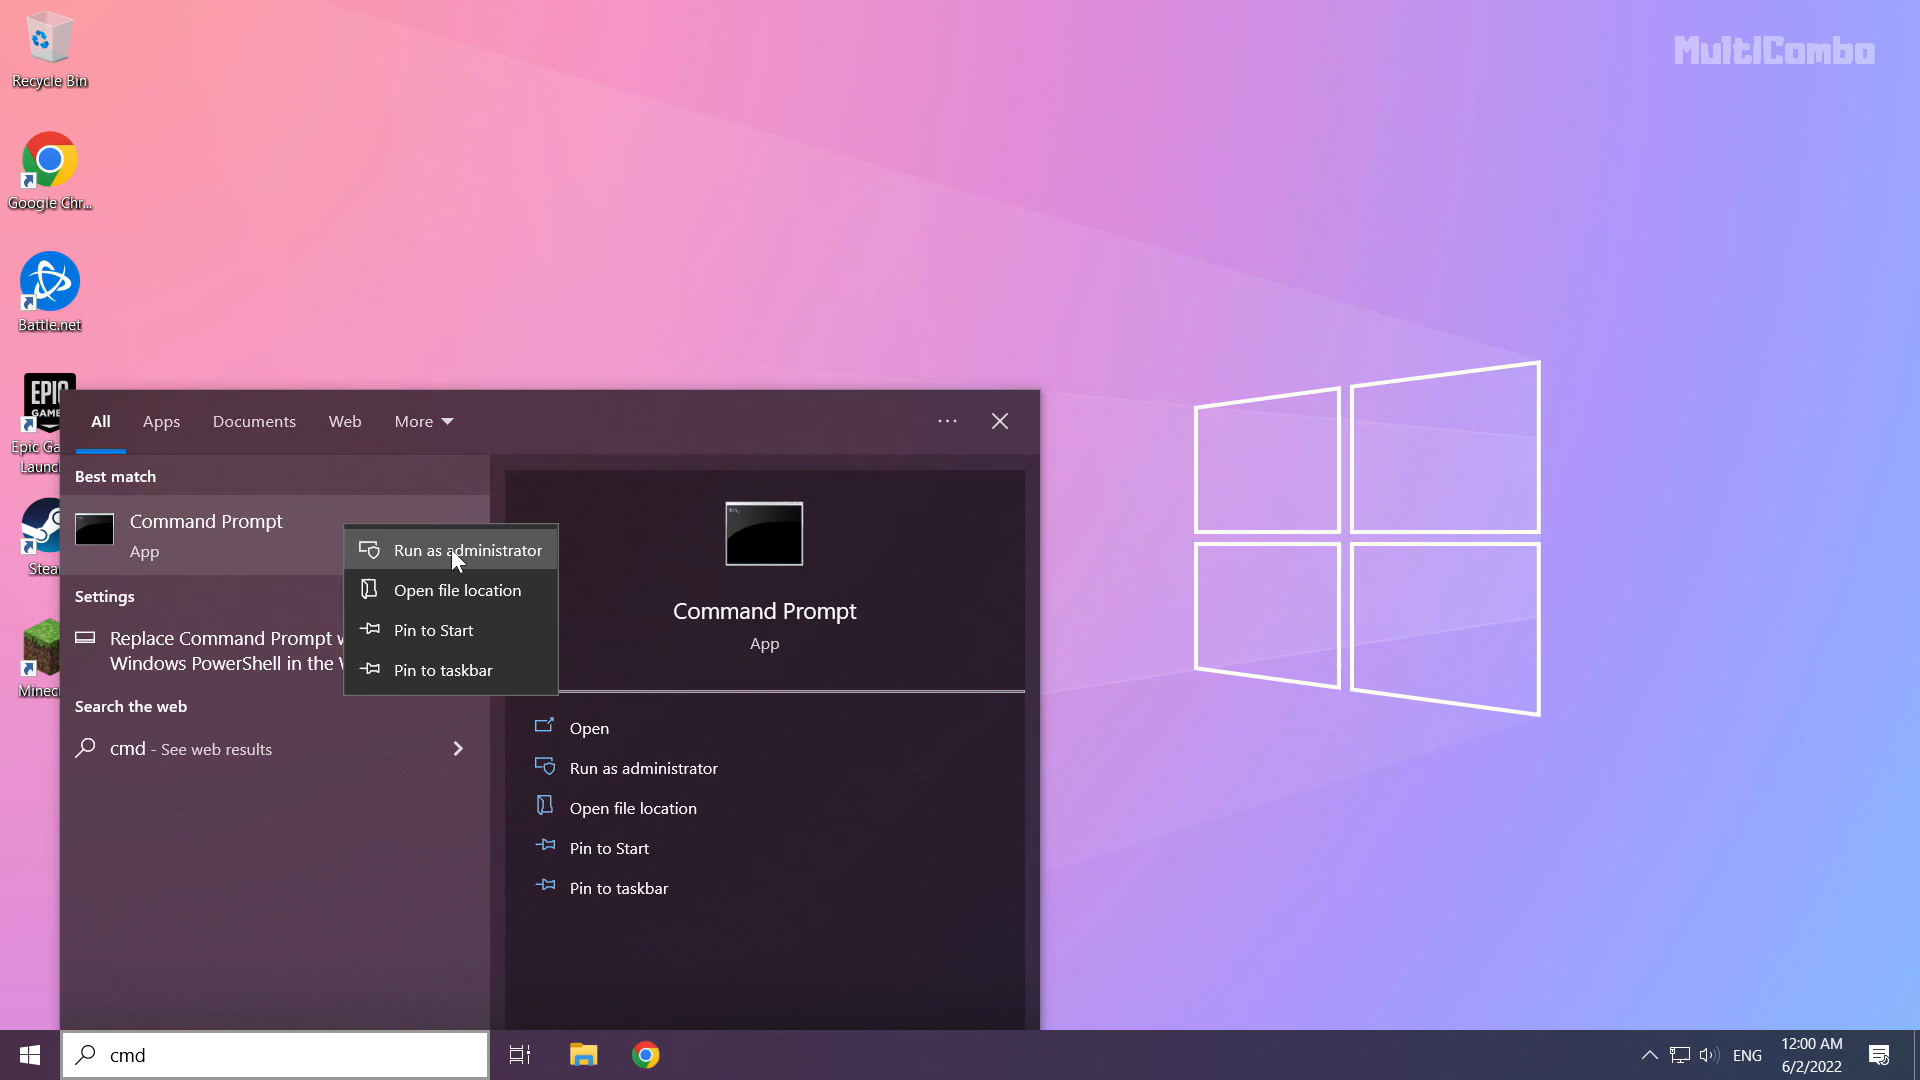 MultiCombo
Recycle Bin
Google Chr...
Battle.net
EPIC
GAM
Epic Ga
Launc
Stea
Minec
All
Apps
Documents
Web
More
Best match
Command Prompt
App
Settings
Replace Command Prompt w
Windows PowerShell in the
Search the web
cmd - See web results
Run as administrator
Open file location
Pin to Start
Pin to taskbar
Command Prompt
App
Open
Run as administrator
Open file location
Pin to Start
Pin to taskbar
cmd
ENG
12:00 AM
6/2/2022